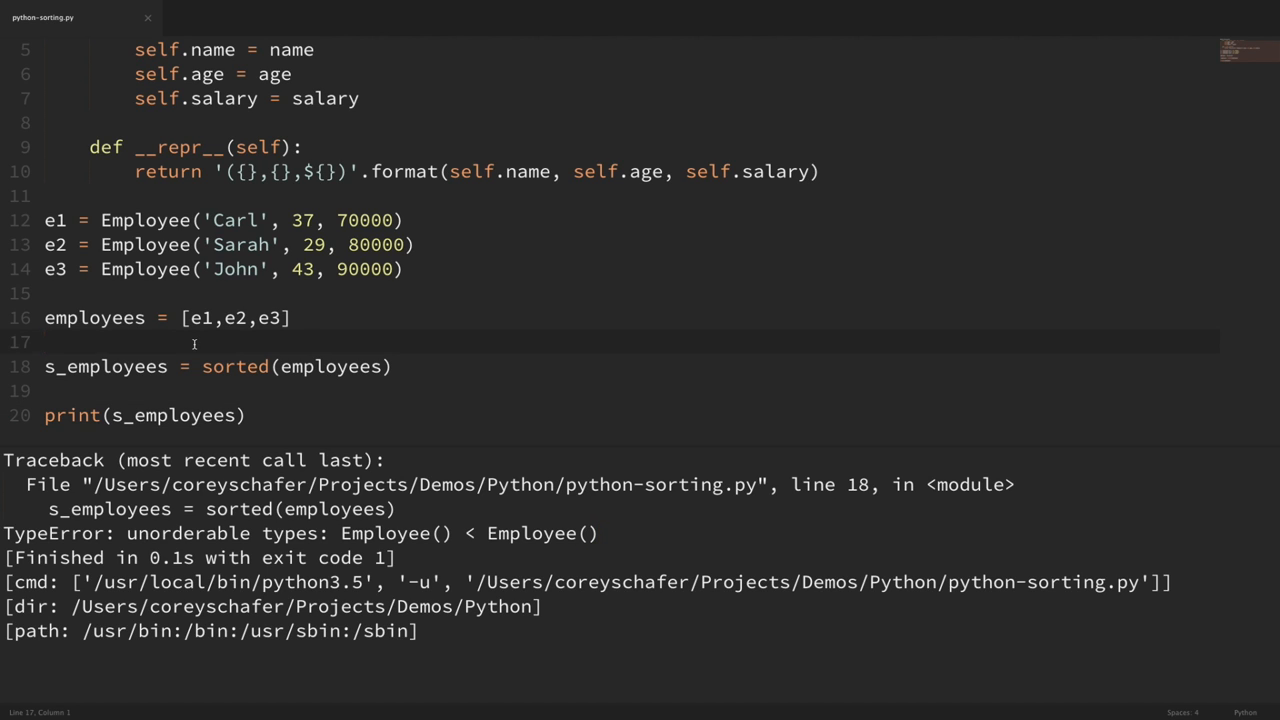 python-sorting.py ×
5 self.name = name
6 self.age = age
7 self.salary = salary
8
9 def __repr__(self):
10 return '({},{},${})'.format(self.name, self.age, self.salary)
11
12 e1 = Employee('Carl', 37, 70000)
13 e2 = Employee('Sarah', 29, 80000)
14 e3 = Employee('John', 43, 90000)
15
16 employees = [e1,e2,e3]
17
18 s_employees = sorted(employees)
19
20 print(s_employees)
Traceback (most recent call last):
File "/Users/coreyschafer/Projects/Demos/Python/python-sorting.py", line 18, in <module>
s_employees = sorted(employees)
TypeError: unorderable types: Employee() < Employee()
[Finished in 0.1s with exit code 1]
[cmd: ['/usr/local/bin/python3.5', '-u', '/Users/coreyschafer/Projects/Demos/Python/python-sorting.py']]
[dir: /Users/coreyschafer/Projects/Demos/Python]
[path: /usr/bin:/bin:/usr/sbin:/sbin]
Line 17, Column 1 Spaces: 4 Python